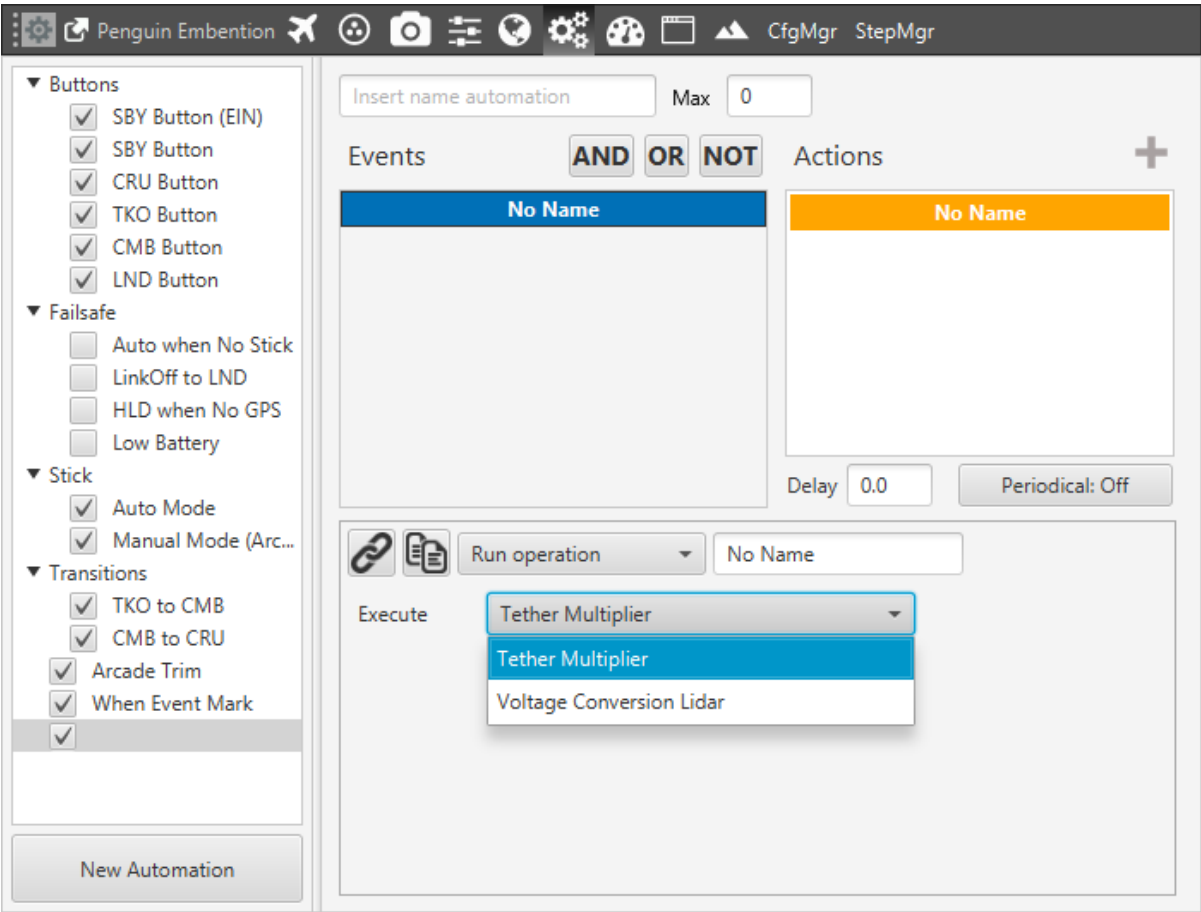 Penguin Embention CfgMgr StepMgr
Buttons
SBY Button (EIN)
SBY Button
CRU Button
TKO Button
CMB Button
LND Button
Failsafe
Auto when No Stick
LinkOff to LND
HLD when No GPS
Low Battery
Stick
Auto Mode
Manual Mode (Arc...
Transitions
TKO to CMB
CMB to CRU
Arcade Trim
When Event Mark
New Automation
Insert name automation Max 0
Events AND OR NOT Actions
No Name
No Name
Delay 0.0 Periodical: Off
Run operation No Name
Execute Tether Multiplier
Tether Multiplier
Voltage Conversion Lidar